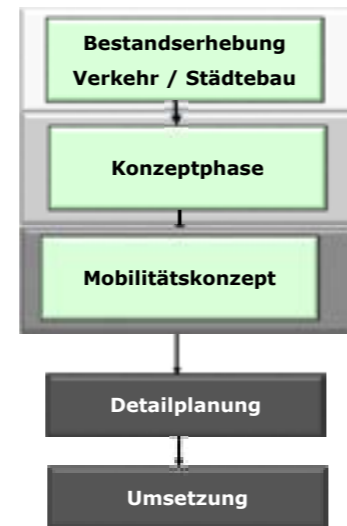 Bestandserhebung
Verkehr / Städtebau
Konzeptphase
Mobilitätskonzept
Detailplanung
Umsetzung